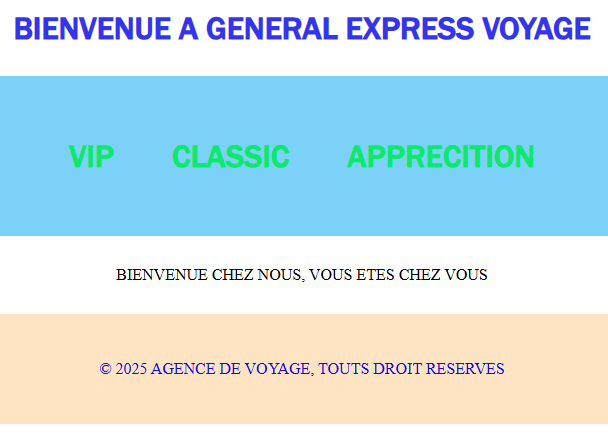 BIENVENUE A GENERAL EXPRESS VOYAGE
VIP CLASSIC APPRECITION
BIENVENUE CHEZ NOUS, VOUS ETES CHEZ VOUS
© 2025 AGENCE DE VOYAGE, TOUTS DROIT RESERVES